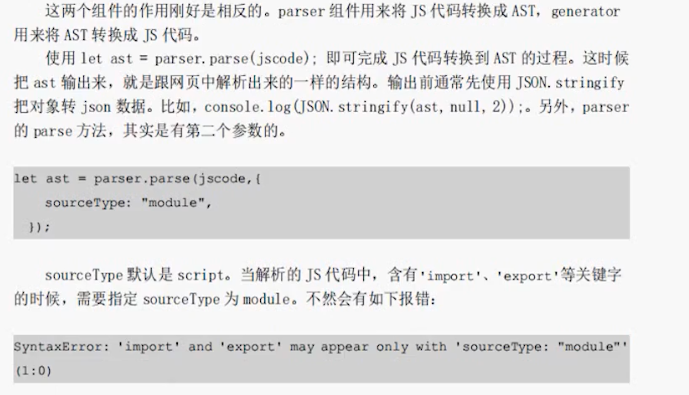 这两个组件的作用刚好是相反的。parser 组件用来将 JS 代码转换成 AST，generator
用来将 AST 转换成 JS 代码。
使用 let ast = parser.parse(jscode); 即可完成 JS 代码转换到 AST 的过程。这时候
把 ast 输出来，就是跟网页中解析出来的一样的结构。输出前通常先使用 JSON.stringify
把对象转 json 数据。比如，console.log(JSON.stringify(ast, null, 2));。另外，parser
的 parse 方法，其实是有第二个参数的。
let ast = parser.parse(jscode,{
sourceType: "module",
});
sourceType 默认是 script。当解析的 JS 代码中，含有'import'、'export'等关键字
的时候，需要指定 sourceType 为 module。不然会有如下报错：
SyntaxError: 'import' and 'export' may appear only with 'sourceType: "module"'
(1:0)